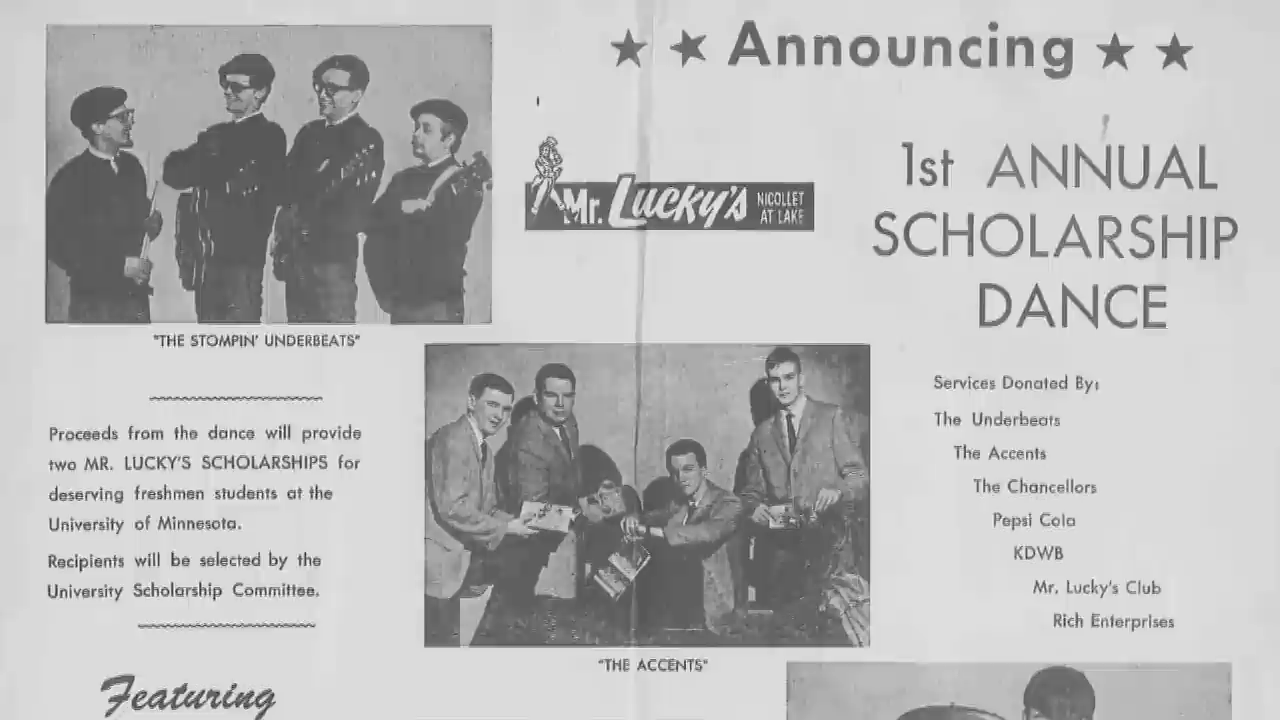 ★ ★ Announcing ★ ★
1st ANNUAL
SCHOLARSHIP
DANCE
Mr. Lucky's NICOLLET
AT LAKE
"THE STOMPIN' UNDERBEATS"
Proceeds from the dance will provide
two MR. LUCKY'S SCHOLARSHIPS for
deserving freshmen students at the
University of Minnesota.
Recipients will be selected by the
University Scholarship Committee.
"THE ACCENTS"
Services Donated By:
The Underbeats
The Accents
The Chancellors
Pepsi Cola
KDWB
Mr. Lucky's Club
Rich Enterprises
Featuring